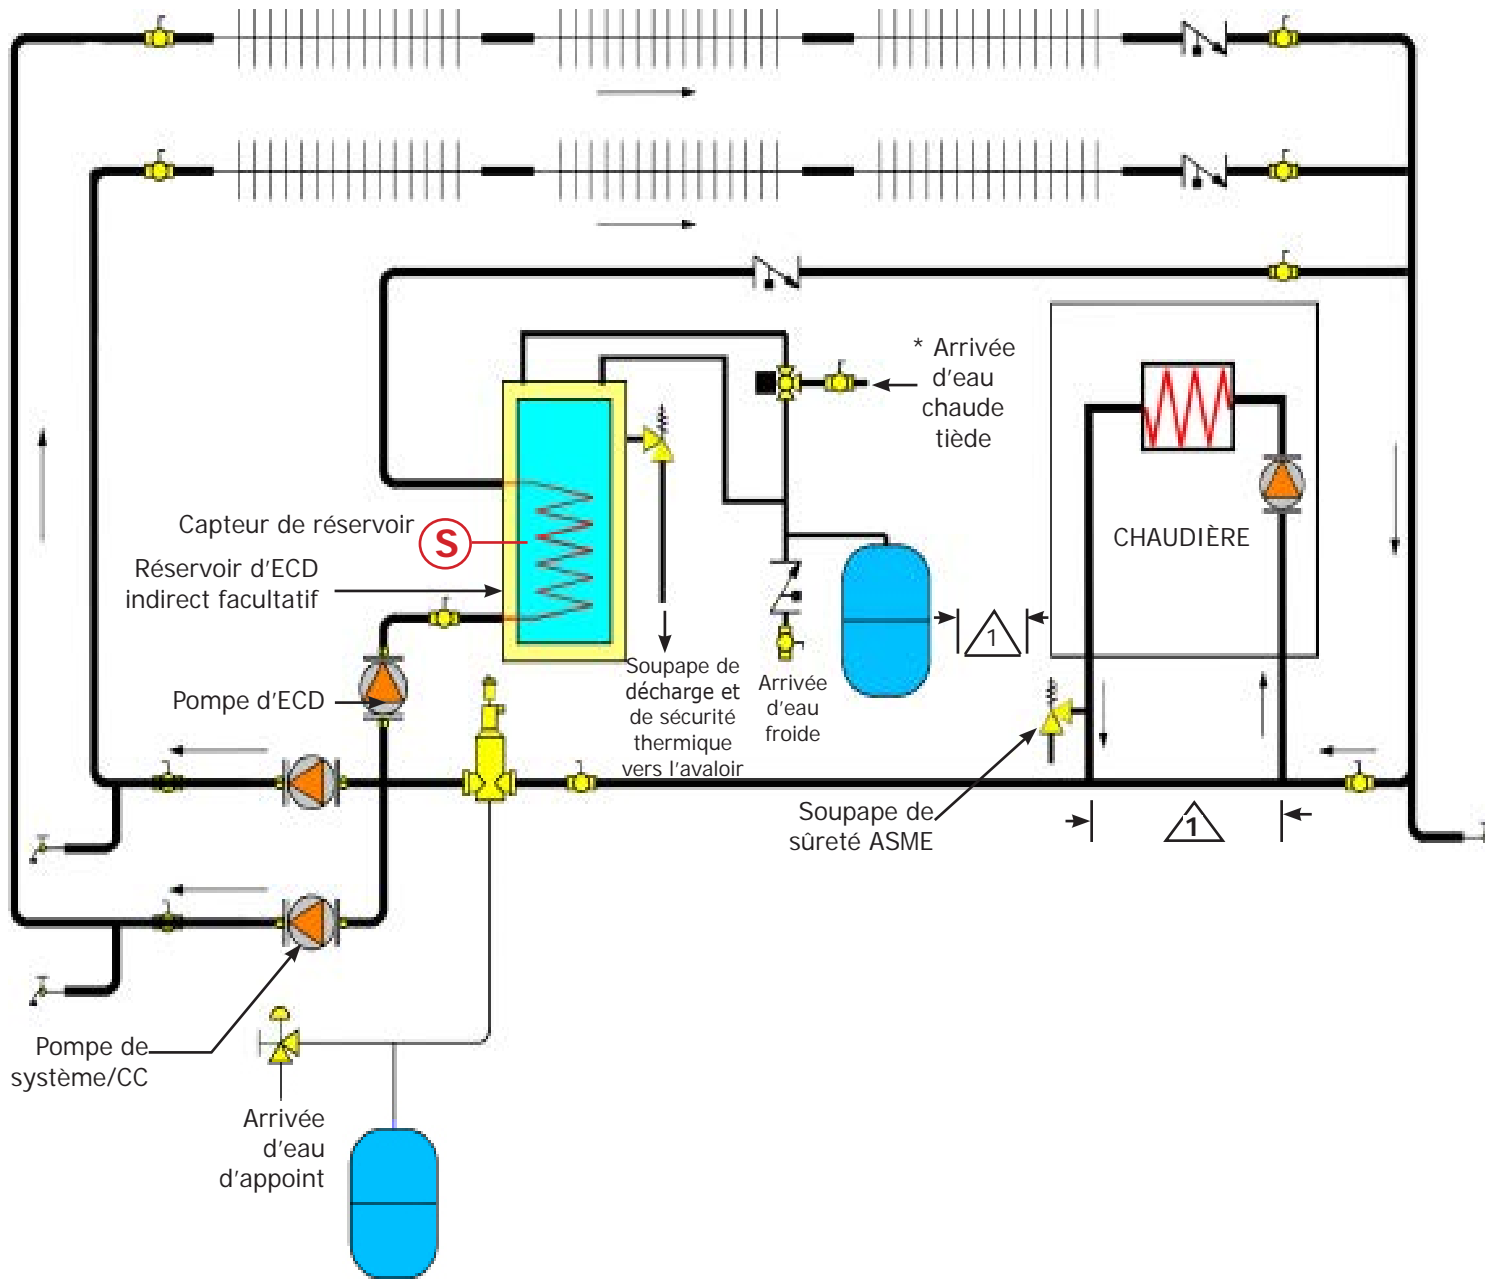 * Arrivée
d'eau
chaude
tiède
CHAUDIÈRE
Capteur de réservoir
S
Réservoir d'ECD
indirect facultatif
1
Pompe d'ECD
Soupape de
décharge et
de sécurité
thermique
vers l'avaloir
Arrivée
d'eau
froide
Soupape de
sûreté ASME
1
Pompe de
système/CC
Arrivée
d'eau
d'appoint